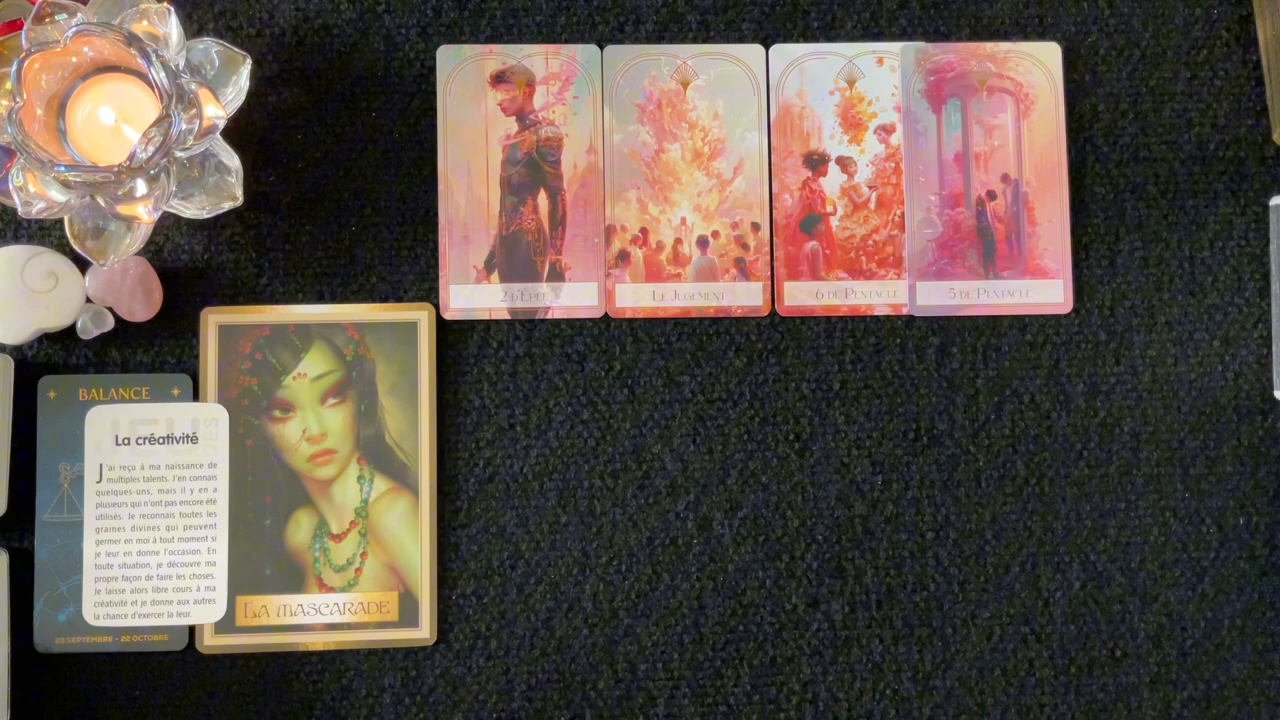 2 d'Épée
Le Jugement
6 de Pentacle
5 de Pentacle
BALANCE
La créativité
J'ai reçu à ma naissance de
multiples talents. J'en connais
quelques-uns, mais il y en a
plusieurs qui n'ont pas encore été
utilisés. Je reconnais toutes les
graines divines qui peuvent
germer en moi à tout moment si
je leur en donne l'occasion. En
toute situation, je découvre ma
propre façon de faire les choses.
Je laisse alors libre cours à ma
créativité et je donne aux autres
la chance d'exercer la leur.
23 SEPTEMBRE - 22 OCTOBRE
La mascarade